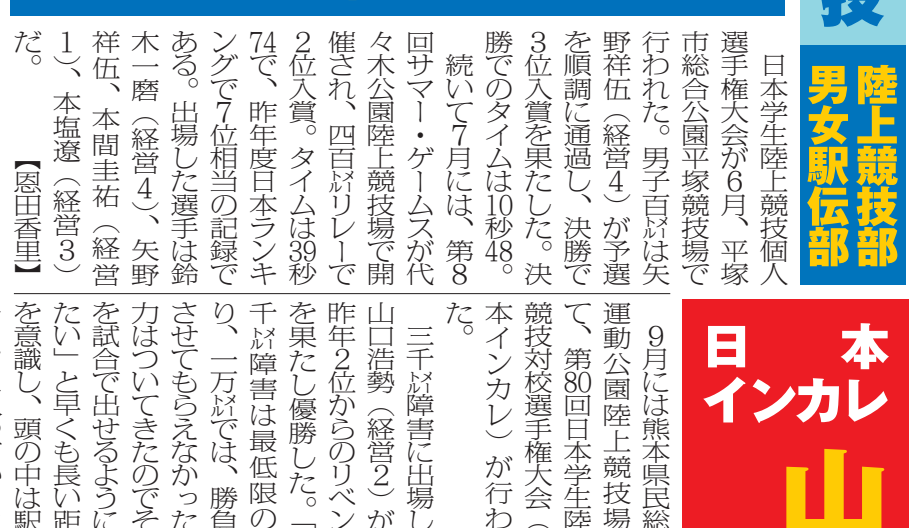 技
陸上競技部
男女駅伝部
　日本学生陸上競技個人
選手権大会が6月、平塚
市総合公園平塚競技場で
行われた。男子百㍍は矢
野祥伍（経営4）が予選
を順調に通過し、決勝で
3位入賞を果たした。決
勝でのタイムは10秒48。
　続いて7月には、第8
回サマー・ゲームスが代
々木公園陸上競技場で開
催され、四百㍍リレーで
2位入賞。タイムは39秒
74で、昨年度日本ランキ
ングで7位相当の記録で
ある。出場した選手は鈴
木一磨（経営4）、矢野
祥伍、本間圭祐（経営
1）、本塩遼（経営3）
だ。　　　【恩田香里】
日本
インカレ
山
　9月には熊本県民総
運動公園陸上競技場
て、第80回日本学生陸
競技対校選手権大会（
本インカレ）が行わ
た。
　三千㍍障害に出場し
山口浩勢（経営2）が
昨年2位からのリベン
を果たし優勝した。「
千㍍障害は最低限の
り、一万㍍では、勝負
させてもらえなかった
力はついてきたのでそ
を試合で出せるように
たい」と早くも長い距
を意識し、頭の中は駅